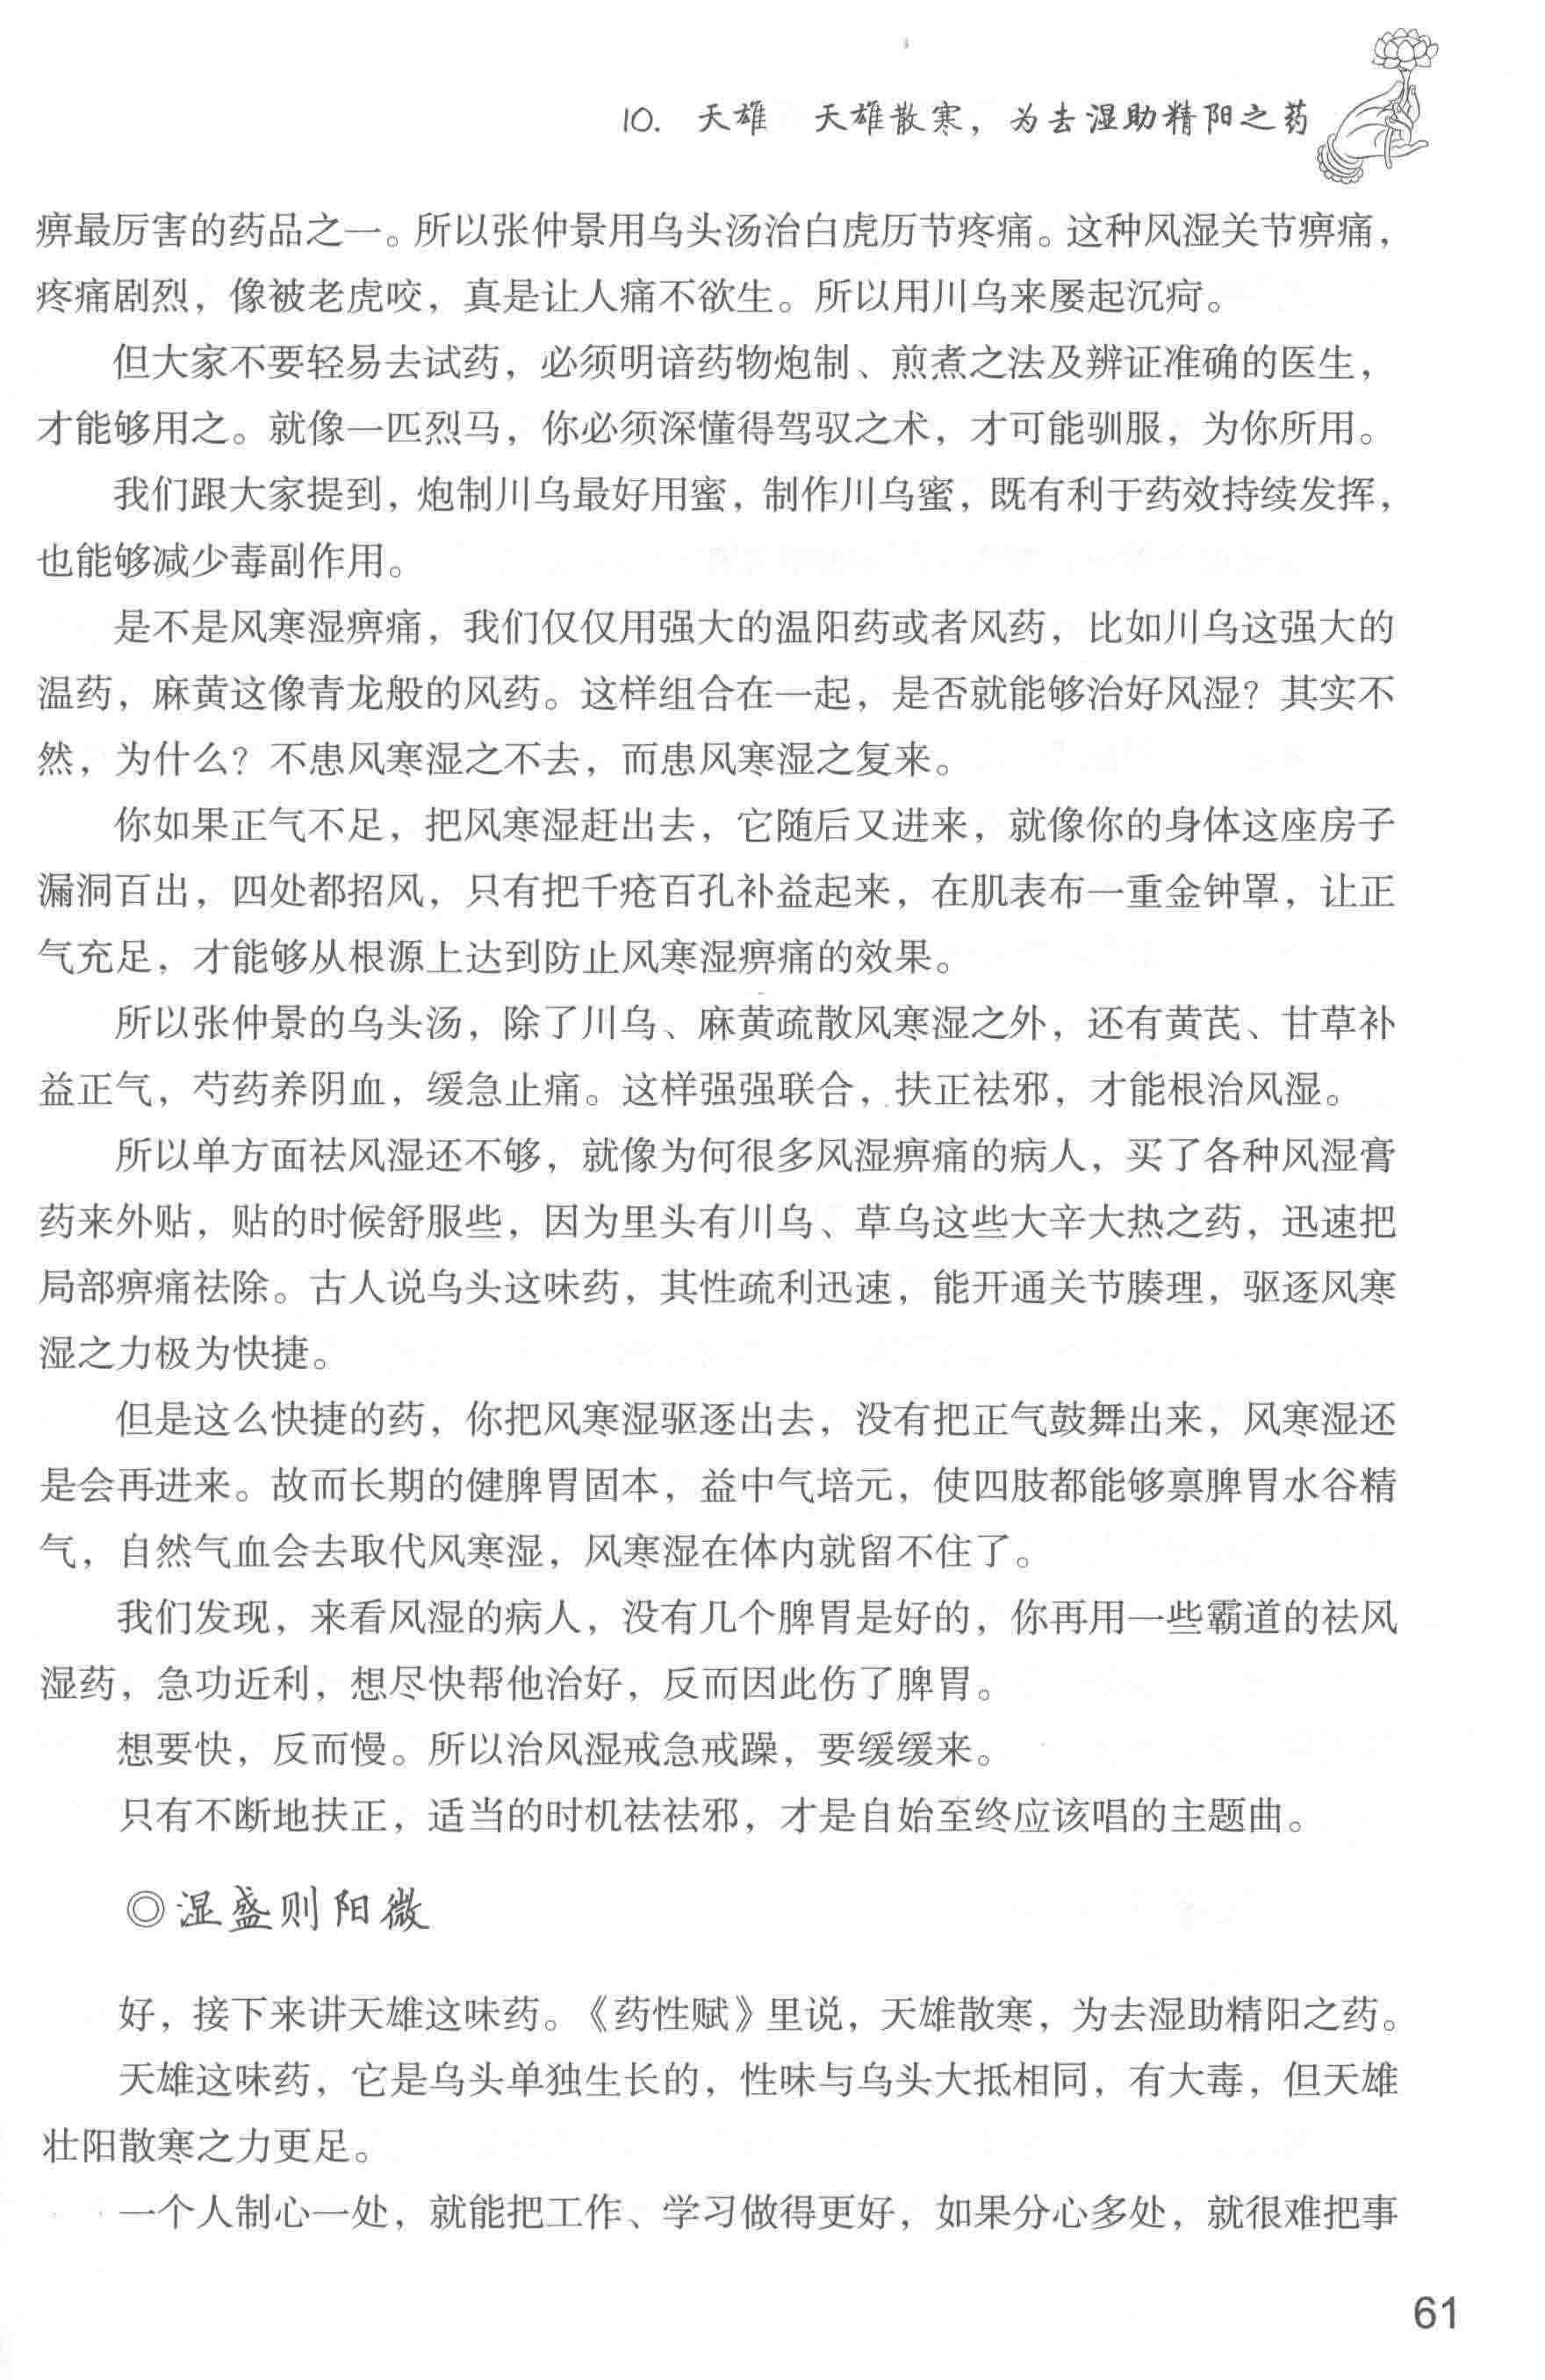 10. 天雄 天雄散寒，为去湿助精阳之药
痹最厉害的药品之一。所以张仲景用乌头汤治白虎历节疼痛。这种风湿关节痹痛，
疼痛剧烈，像被老虎咬，真是让人痛不欲生。所以用川乌来屡起沉疴。
但大家不要轻易去试药，必须明谙药物炮制、煎煮之法及辨证准确的医生，
才能够用之。就像一匹烈马，你必须深懂得驾驭之术，才可能驯服，为你所用。
我们跟大家提到，炮制川乌最好用蜜，制作川乌蜜，既有利于药效持续发挥，
也能够减少毒副作用。
是不是风寒湿痹痛，我们仅仅用强大的温阳药或者风药，比如川乌这强大的
温药，麻黄这像青龙般的风药。这样组合在一起，是否就能够治好风湿？其实不
然，为什么？不患风寒湿之不去，而患风寒湿之复来。
你如果正气不足，把风寒湿赶出去，它随后又进来，就像你的身体这座房子
漏洞百出，四处都招风，只有把千疮百孔补益起来，在肌表布一重金钟罩，让正
气充足，才能够从根源上达到防止风寒湿痹痛的效果。
所以张仲景的乌头汤，除了川乌、麻黄疏散风寒湿之外，还有黄芪、甘草补
益正气，芍药养阴血，缓急止痛。这样强强联合，扶正祛邪，才能根治风湿。
所以单方面祛风湿还不够，就像为何很多风湿痹痛的病人，买了各种风湿膏
药来外贴，贴的时候舒服些，因为里头有川乌、草乌这些大辛大热之药，迅速把
局部痹痛祛除。古人说乌头这味药，其性疏利迅速，能开通关节腠理，驱逐风寒
湿之力极为快捷。
但是这么快捷的药，你把风寒湿驱逐出去，没有把正气鼓舞出来，风寒湿还
是会再进来。故而长期的健脾胃固本，益中气培元，使四肢都能够禀脾胃水谷精
气，自然气血会去取代风寒湿，风寒湿在体内就留不住了。
我们发现，来看风湿的病人，没有几个脾胃是好的，你再用一些霸道的祛风
湿药，急功近利，想尽快帮他治好，反而因此伤了脾胃。
想要快，反而慢。所以治风湿戒急戒躁，要缓缓来。
只有不断地扶正，适当的时机祛祛邪，才是自始至终应该唱的主题曲。
◎湿盛则阳微
好，接下来讲天雄这味药。《药性赋》里说，天雄散寒，为去湿助精阳之药。
天雄这味药，它是乌头单独生长的，性味与乌头大抵相同，有大毒，但天雄
壮阳散寒之力更足。
一个人制心一处，就能把工作、学习做得更好，如果分心多处，就很难把事
61